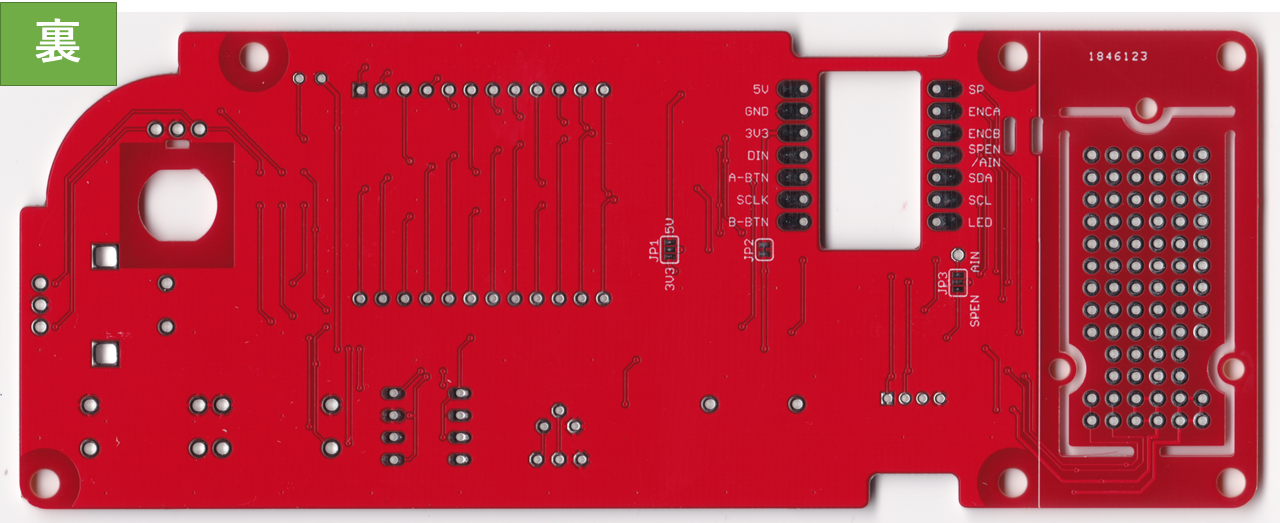 裏
1846123
5V
GND
3V3
DIN
A-BTN
SCLK
B-BTN
SP
ENCA
ENCB
SPEN
/AIN
SDA
SCL
LED
5V
JP1
3V3
JP2
AIN
JP3
SPEN